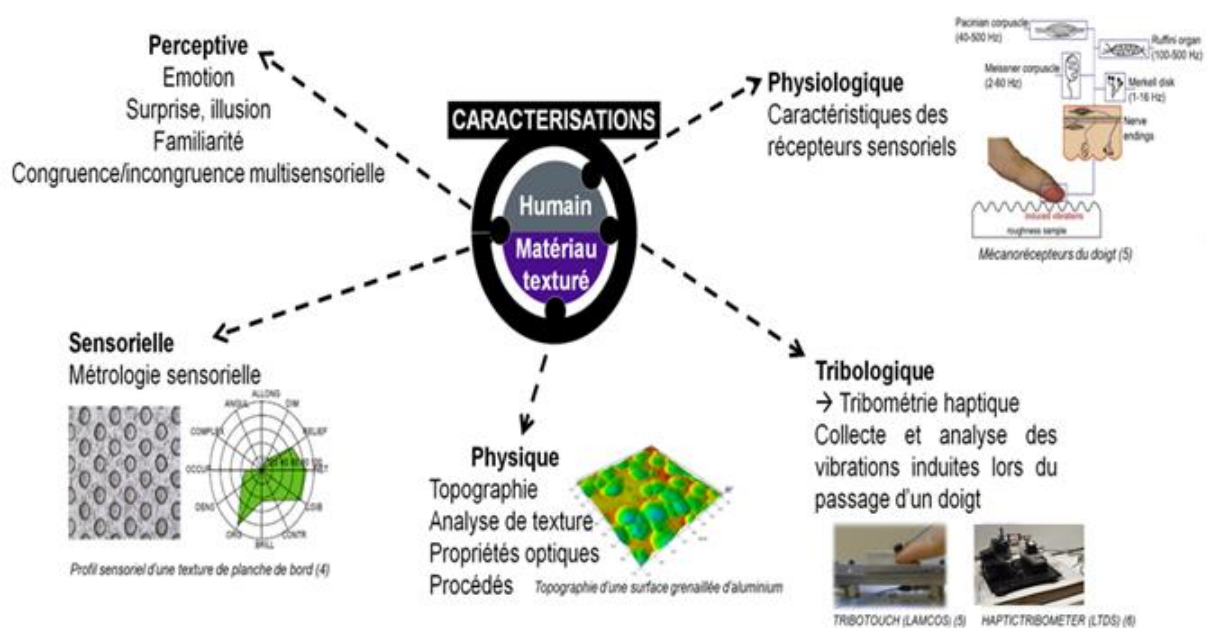 Perceptive
Emotion
Surprise, illusion
Familiarité
Congruence/incongruence multisensorielle
CARACTERISATIONS
Humain
Matériau
texturé
Physiologique
Caractéristiques des
récepteurs sensoriels
Pacinian corpuscle
(40-500 Hz)
Ruffini organ
(100-500 Hz)
Meissner corpuscle
(2-60 Hz)
Merkell disk
(1-16 Hz)
Nerve
endings
induced vibrations
roughness sample
Mécanorécepteurs du doigt (5)
Sensorielle
Métrologie sensorielle
ALLONG
DIM
RELIEF
CONTR
BRILL
ORG
DENS
OCCUP
COMPLEX
ANGUL
Profil sensoriel d'une texture de planche de bord (4)
Physique
Topographie
Analyse de texture
Propriétés optiques
Procédés
Topographie d'une surface grenaillée d'aluminium
Tribologique
→ Tribométrie haptique
Collecte et analyse des
vibrations induites lors du
passage d'un doigt
TRIBOTOUCH (LAMCOS) (5)
HAPTICTRIBOMETER (LTDS) (6)